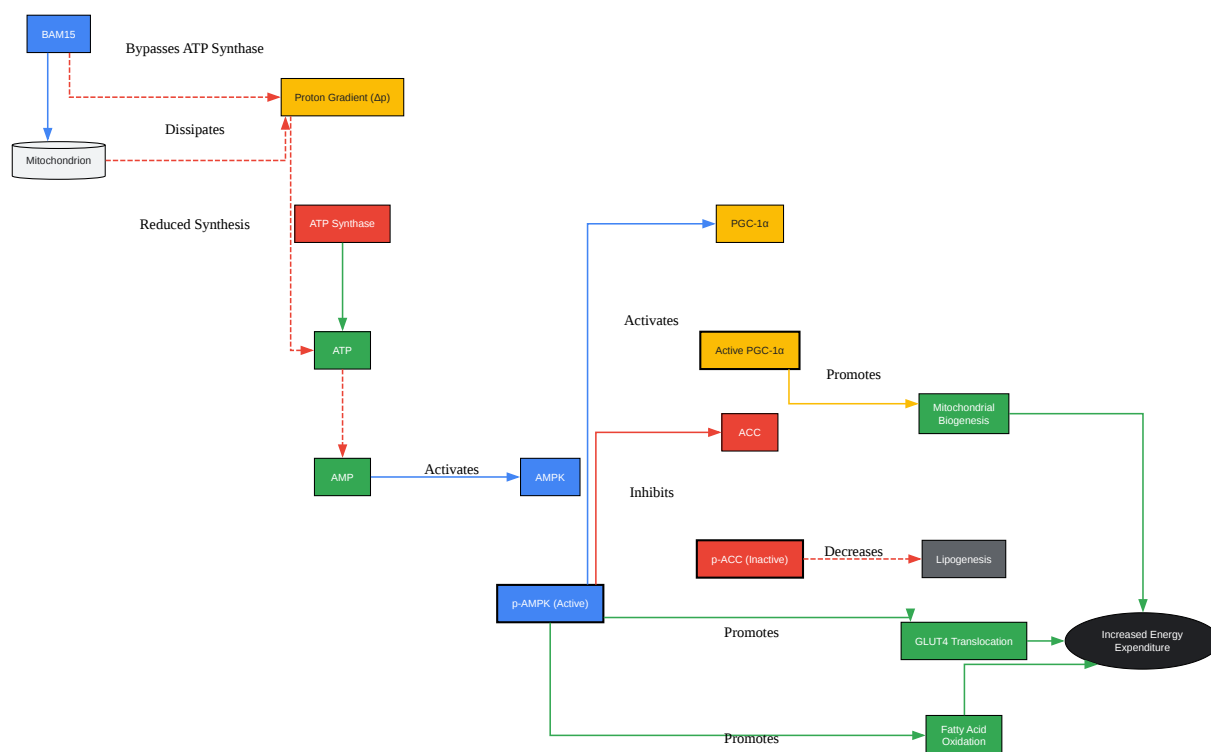 BAM15
Bypasses ATP Synthase
Proton Gradient (Δp)
Dissipates
Mitochondrion
Reduced Synthesis
ATP Synthase
PGC-1α
Activates
ATP
Active PGC-1α
Promotes
Mitochondrial
Biogenesis
ACC
AMP
Activates
AMPK
Inhibits
p-ACC (Inactive)
Decreases
Lipogenesis
p-AMPK (Active)
Promotes
GLUT4 Translocation
Increased Energy
Expenditure
Promotes
Fatty Acid
Oxidation